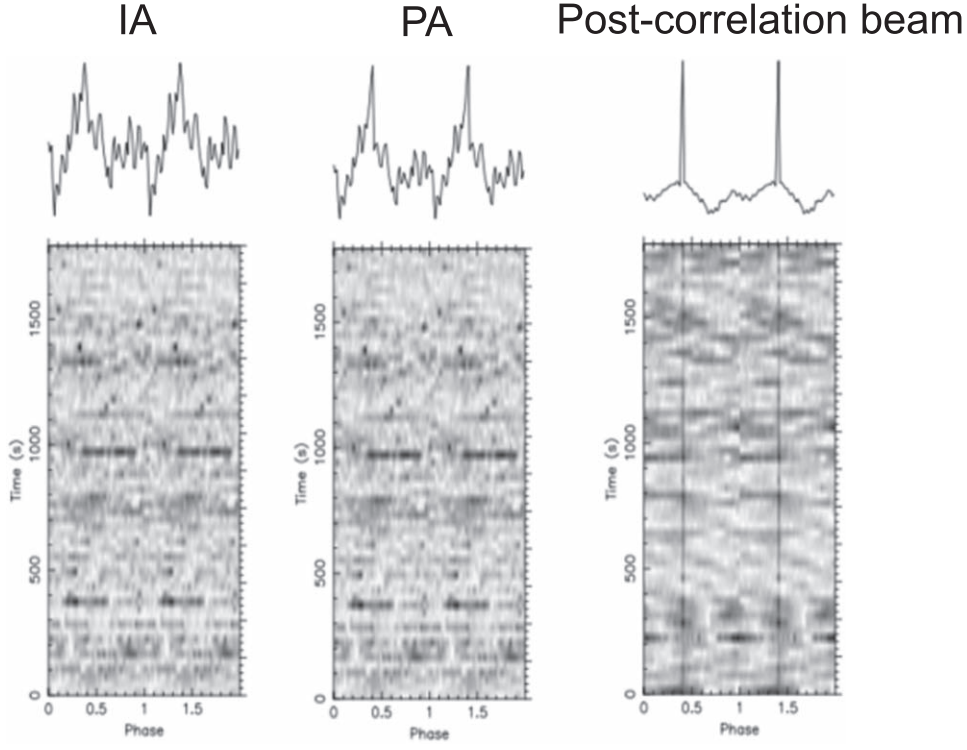 IA PA Post-correlation beam
1500 1500 1500
1000 1000 1000
Time (s) Time (s) Time (s)
500 500 500
0 0 0
0 0.5 1 1.5 0 0.5 1 1.5 0 0.5 1 1.5
Phase Phase Phase